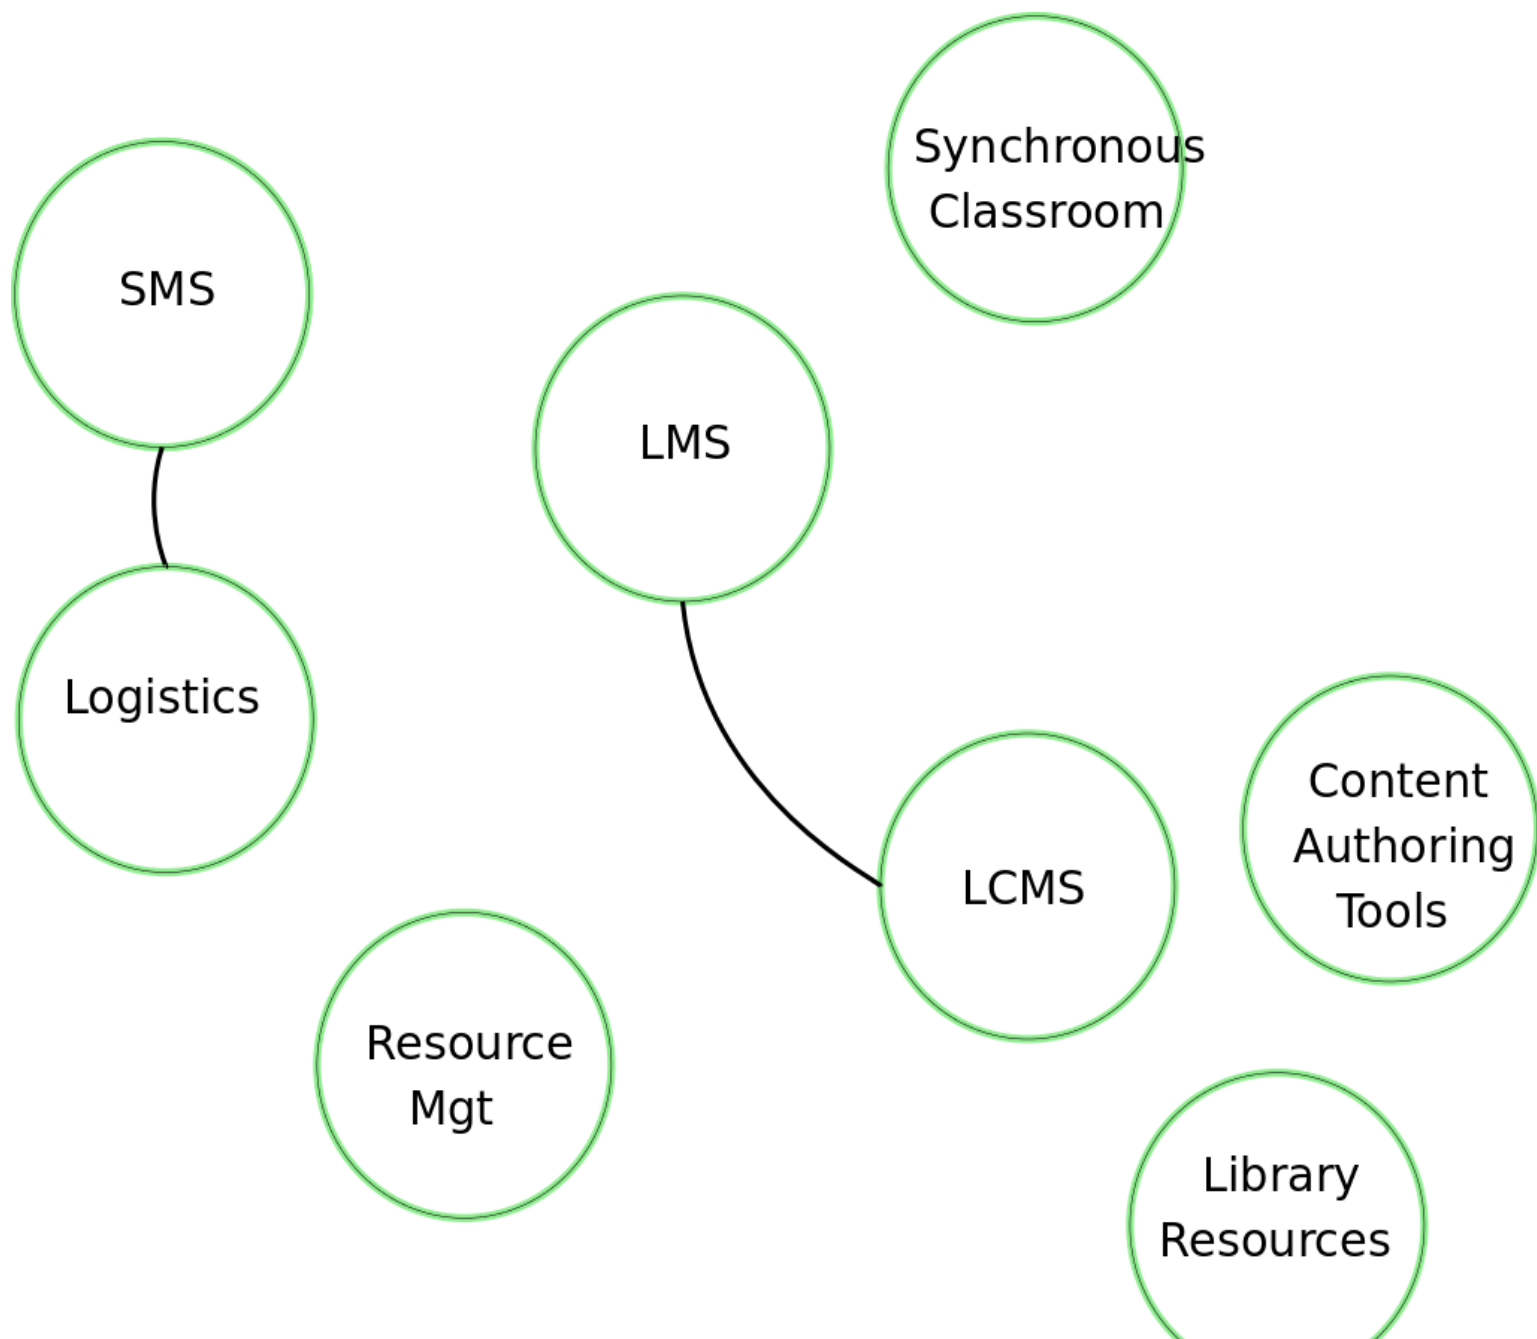 Synchronous
Classroom
SMS
LMS
Logistics
Content
Authoring
Tools
LCMS
Resource
Mgt
Library
Resources